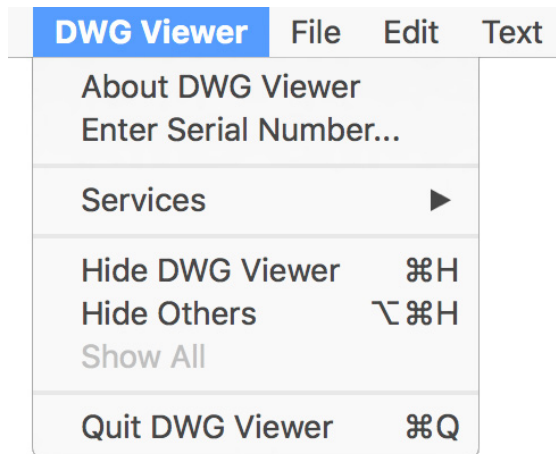 DWG Viewer File Edit Text
About DWG Viewer
Enter Serial Number...
Services ▶
Hide DWG Viewer ⌘H
Hide Others ⌥⌘H
Show All
Quit DWG Viewer ⌘Q